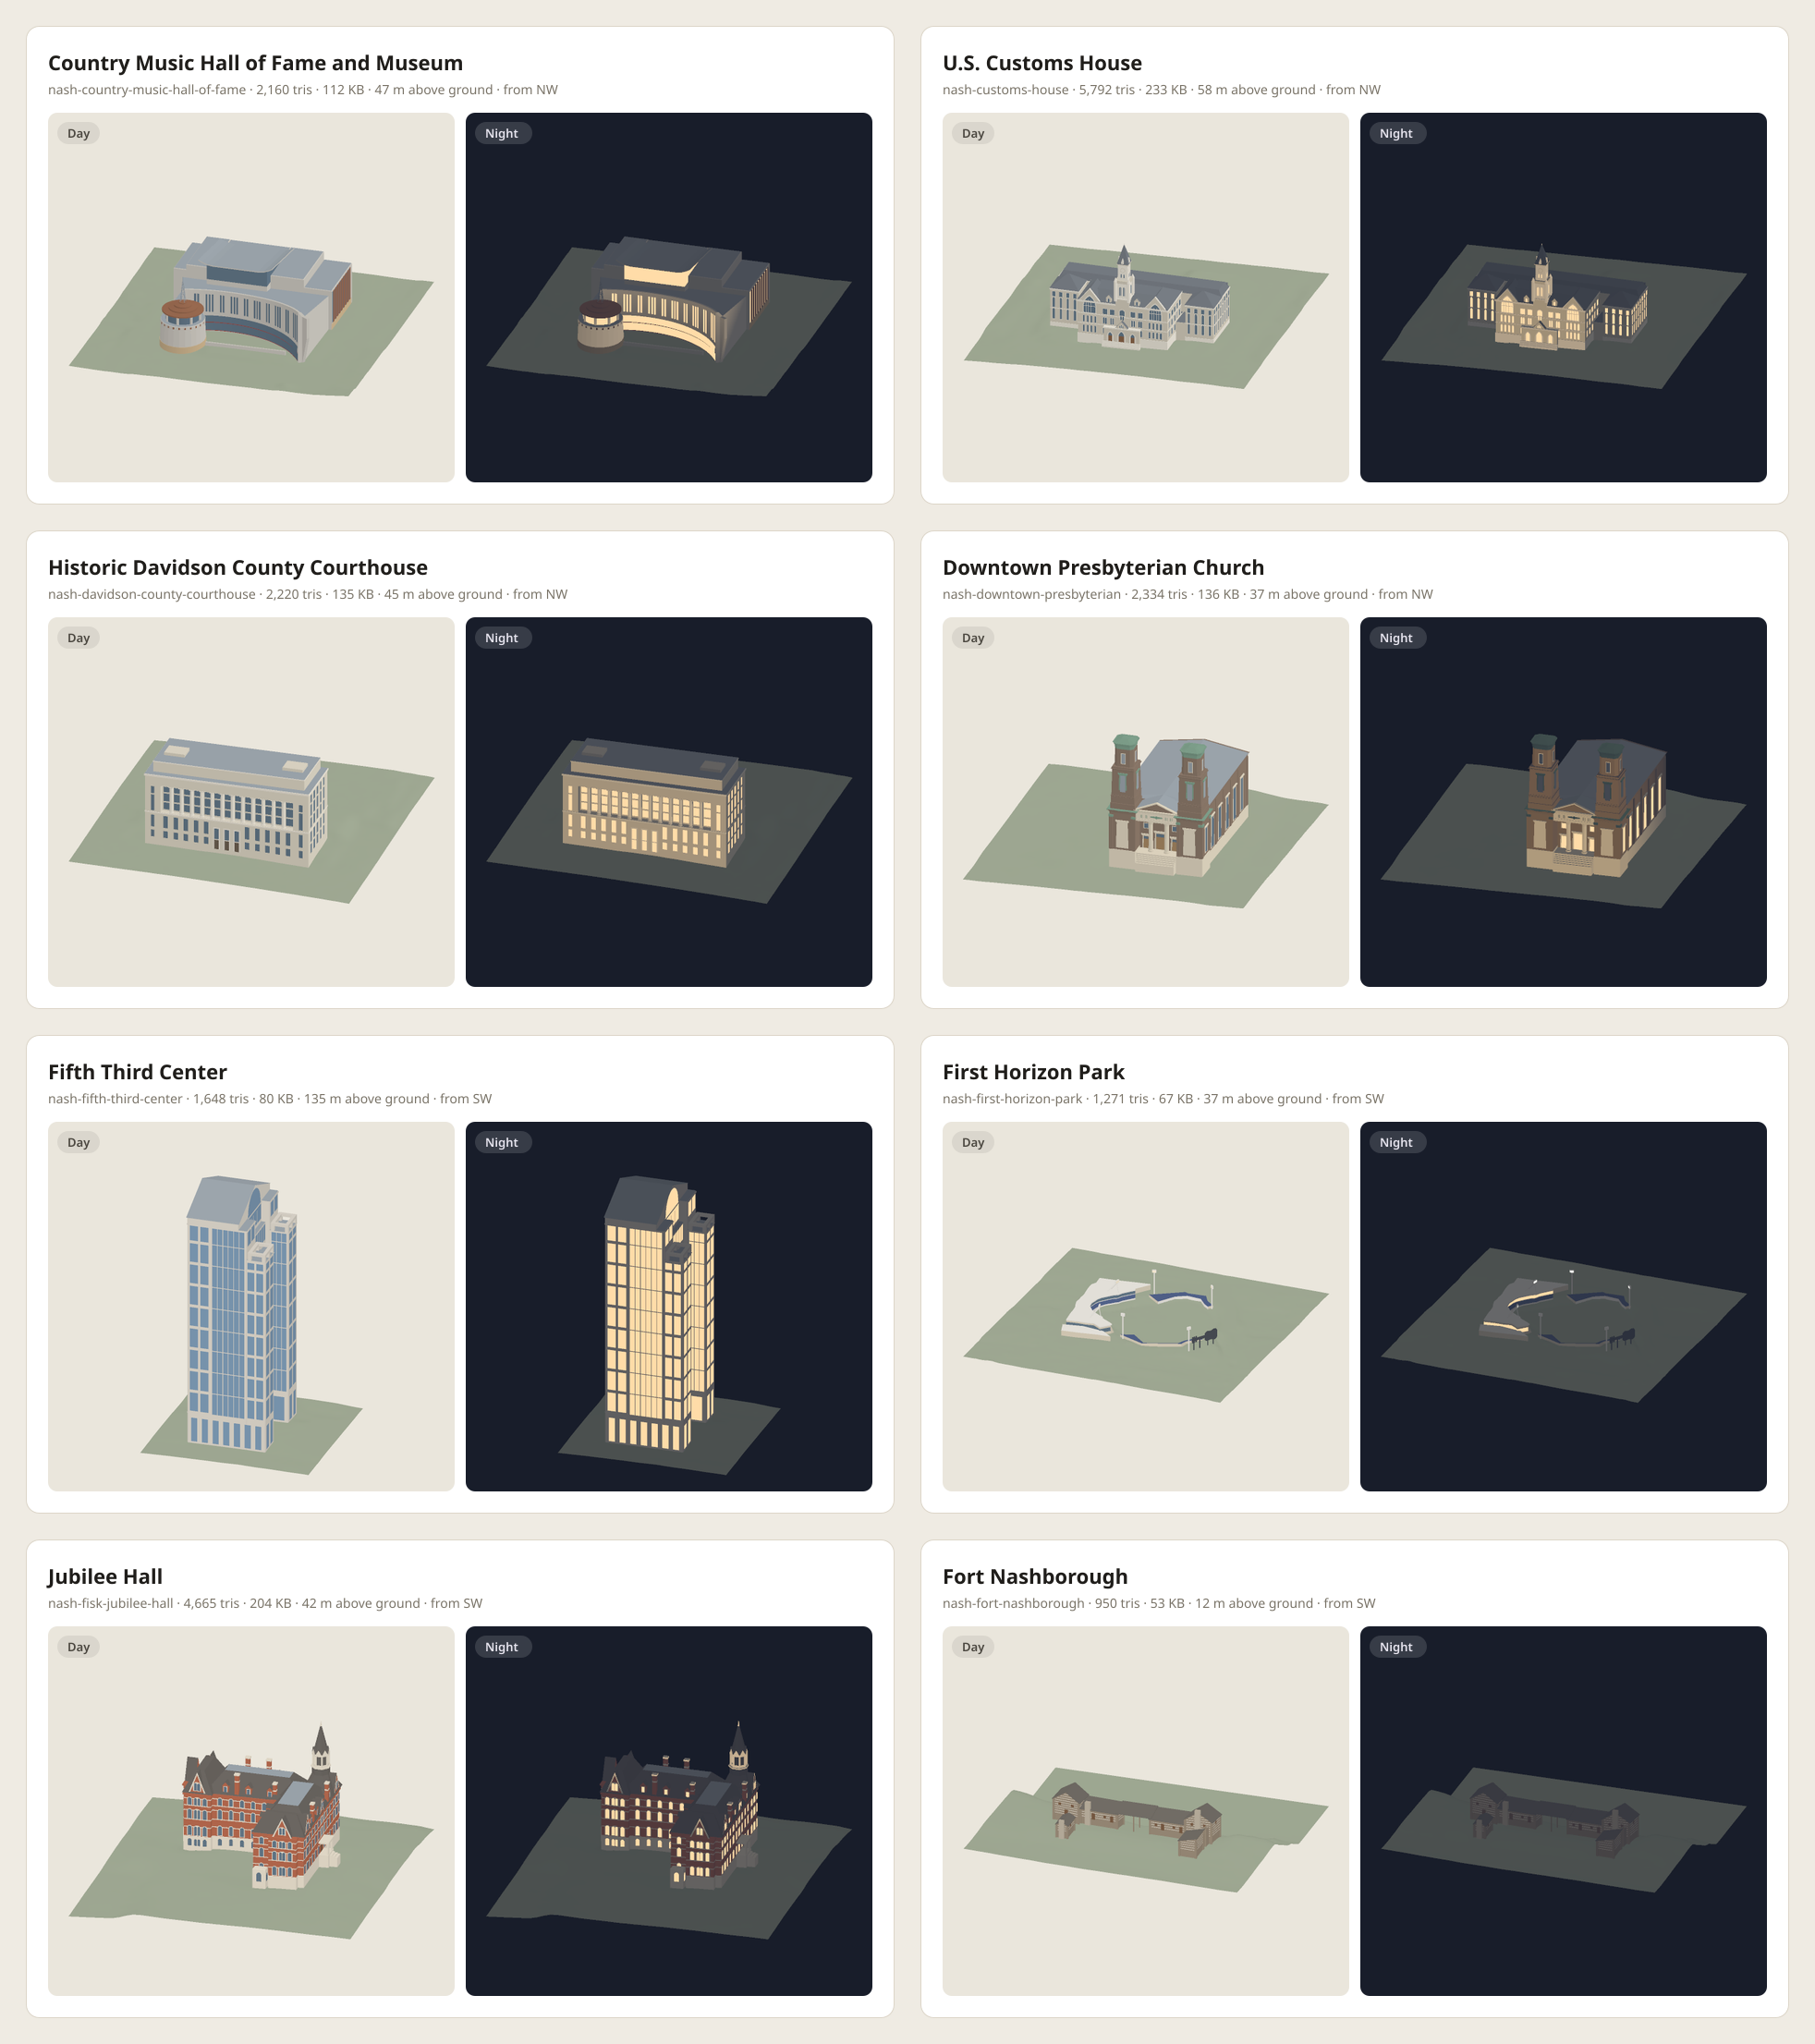 Country Music Hall of Fame and Museum
nash-country-music-hall-of-fame · 2,160 tris · 112 KB · 47 m above ground · from NW
Day
Night
U.S. Customs House
nash-customs-house · 5,792 tris · 233 KB · 58 m above ground · from NW
Day
Night
Historic Davidson County Courthouse
nash-davidson-county-courthouse · 2,220 tris · 135 KB · 45 m above ground · from NW
Day
Night
Downtown Presbyterian Church
nash-downtown-presbyterian · 2,334 tris · 136 KB · 37 m above ground · from NW
Day
Night
Fifth Third Center
nash-fifth-third-center · 1,648 tris · 80 KB · 135 m above ground · from SW
Day
Night
First Horizon Park
nash-first-horizon-park · 1,271 tris · 67 KB · 37 m above ground · from SW
Day
Night
Jubilee Hall
nash-fisk-jubilee-hall · 4,665 tris · 204 KB · 42 m above ground · from SW
Day
Night
Fort Nashborough
nash-fort-nashborough · 950 tris · 53 KB · 12 m above ground · from SW
Day
Night